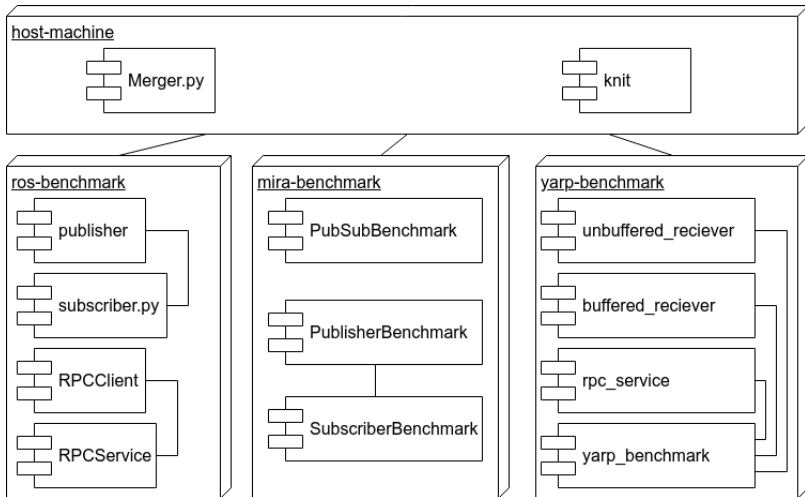 host-machine
Merger.py
knit
ros-benchmark
publisher
subscriber.py
RPCClient
RPCService
mira-benchmark
PubSubBenchmark
PublisherBenchmark
SubscriberBenchmark
yarp-benchmark
unbuffered_reciever
buffered_reciever
rpc_service
yarp_benchmark